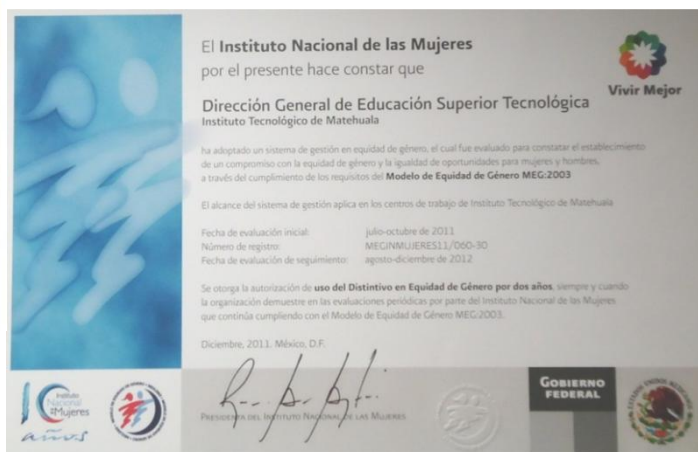 El Instituto Nacional de las Mujeres
por el presente hace constar que
Vivir Mejor
Dirección General de Educación Superior Tecnológica
Instituto Tecnológico de Matehuala
ha adoptado un sistema de gestión en equidad de género, el cual fue evaluado para constatar el establecimiento
de un compromiso con la equidad de género y la igualdad de oportunidades para mujeres y hombres,
a través del cumplimiento de los requisitos del Modelo de Equidad de Género MEG:2003
El alcance del sistema de gestión aplica en los centros de trabajo de Instituto Tecnológico de Matehuala
Fecha de evaluación inicial: julio-octubre de 2011
Número de registro: MEGINMUJERES11/060-30
Fecha de evaluación de seguimiento: agosto-diciembre de 2012
Se otorga la autorización de uso del Distintivo en Equidad de Género por dos años, siempre y cuando
la organización demuestre en las evaluaciones periódicas por parte del Instituto Nacional de las Mujeres
que continúa cumpliendo con el Modelo de Equidad de Género MEG:2003.
Diciembre, 2011. México, D.F.
Presidenta del Instituto Nacional de las Mujeres
Instituto
Nacional
de las Mujeres
años
Gobierno
Federal